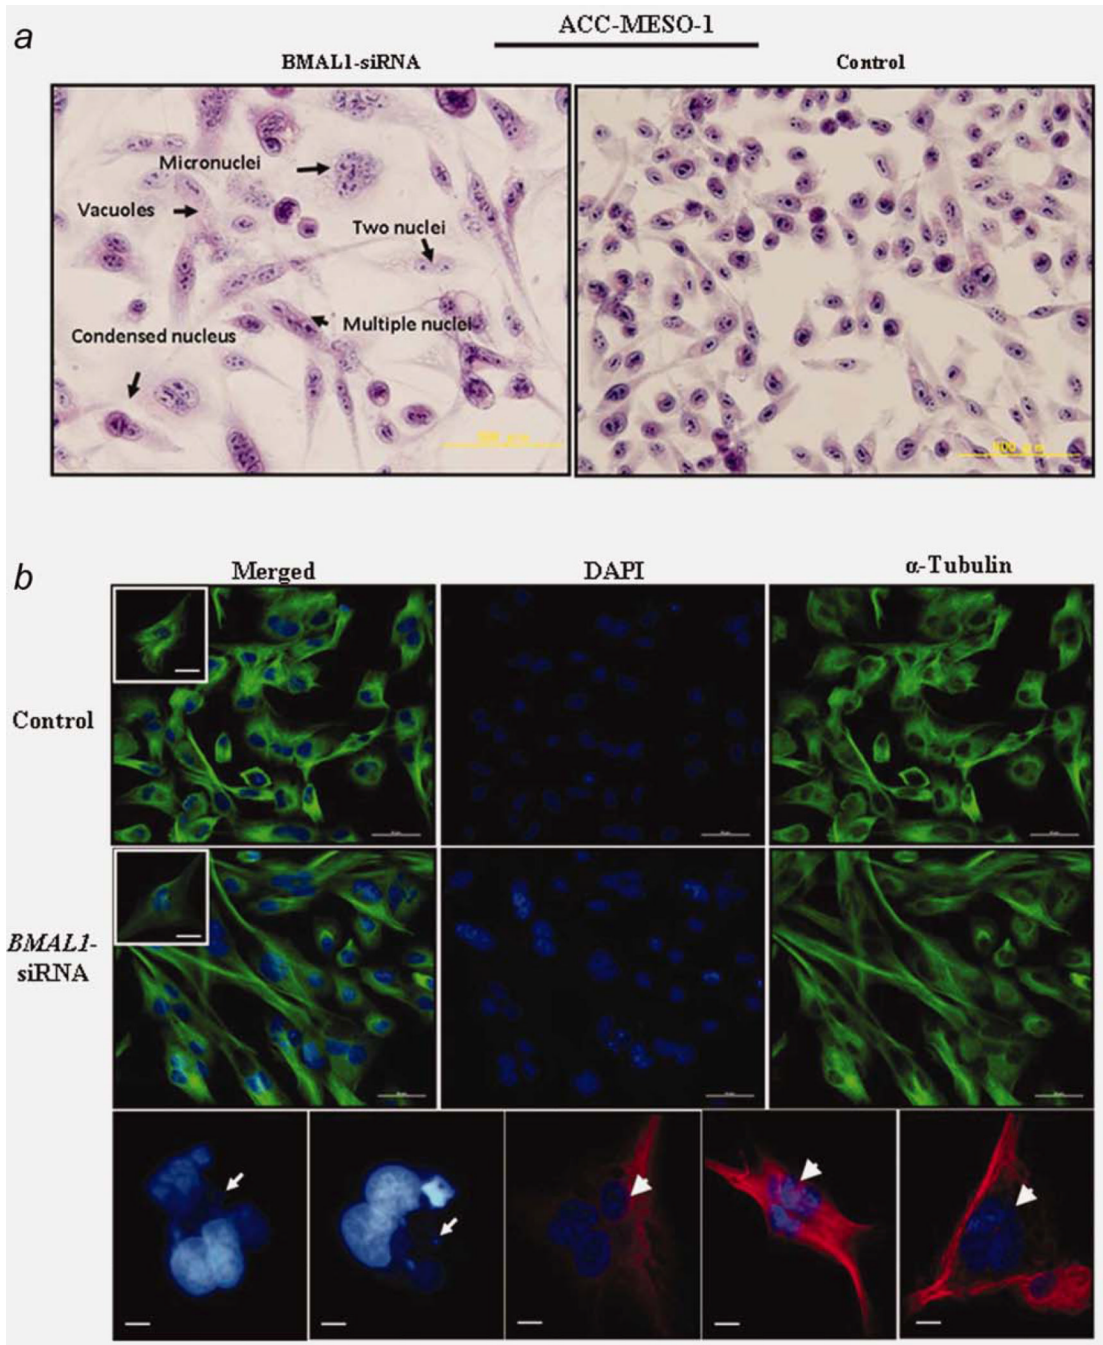 a
ACC-MESO-1
BMAL1-siRNA
Control
Micronuclei
Vacuoles
Two nuclei
Multiple nuclei
Condensed nucleus
b
Merged
DAPI
α-Tubulin
Control
BMAL1-
siRNA